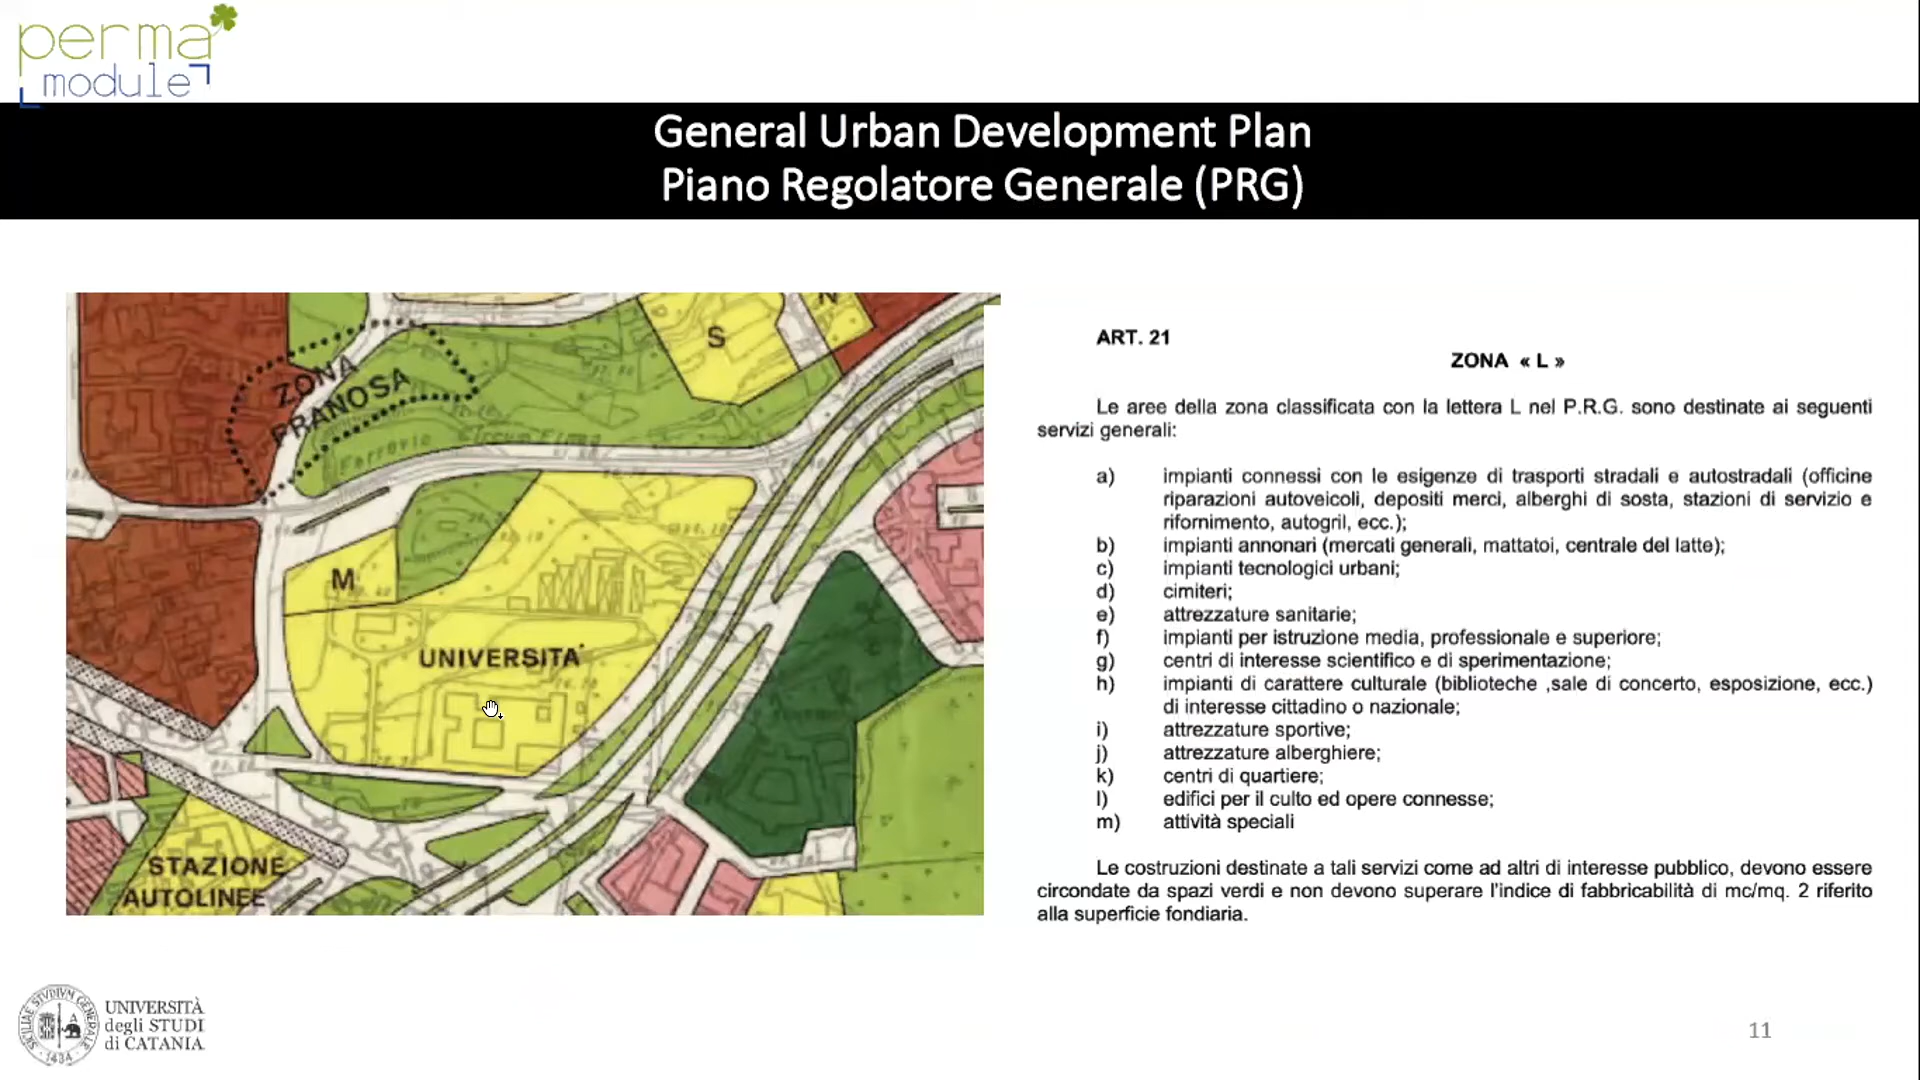 perma
module
General Urban Development Plan
Piano Regolatore Generale (PRG)
S
N
ZONA
FRANOSA
Ferrovia Circum Etnea
M
UNIVERSITA'
STAZIONE
AUTOLINEE
ART. 21
ZONA « L »
Le aree della zona classificata con la lettera L nel P.R.G. sono destinate ai seguenti
servizi generali:
a) impianti connessi con le esigenze di trasporti stradali e autostradali (officine
riparazioni autoveicoli, depositi merci, alberghi di sosta, stazioni di servizio e
rifornimento, autogril, ecc.);
b) impianti annonari (mercati generali, mattatoi, centrale del latte);
c) impianti tecnologici urbani;
d) cimiteri;
e) attrezzature sanitarie;
f) impianti per istruzione media, professionale e superiore;
g) centri di interesse scientifico e di sperimentazione;
h) impianti di carattere culturale (biblioteche ,sale di concerto, esposizione, ecc.)
di interesse cittadino o nazionale;
i) attrezzature sportive;
j) attrezzature alberghiere;
k) centri di quartiere;
l) edifici per il culto ed opere connesse;
m) attività speciali
Le costruzioni destinate a tali servizi come ad altri di interesse pubblico, devono essere
circondate da spazi verdi e non devono superare l'indice di fabbricabilità di mc/mq. 2 riferito
alla superficie fondiaria.
SICILIAE STUDIUM GENERALE
1434
UNIVERSITÀ
degli STUDI
di CATANIA
11